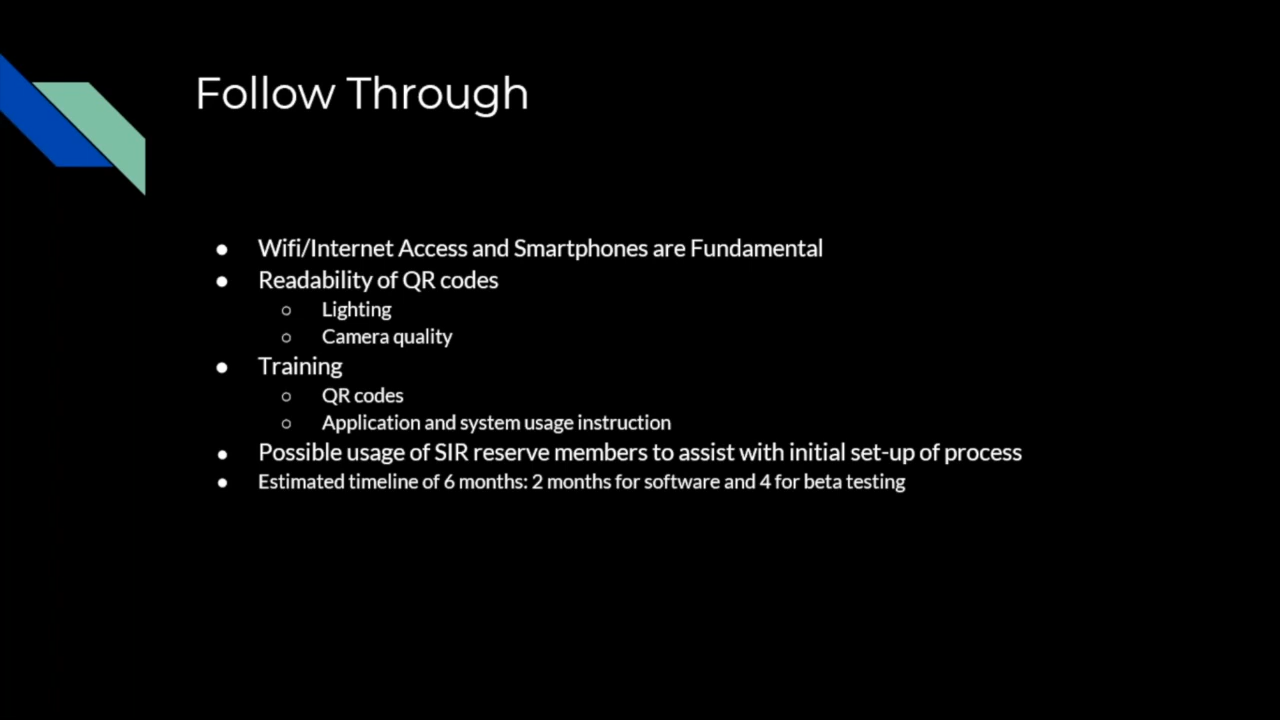 Follow Through
● Wifi/Internet Access and Smartphones are Fundamental
● Readability of QR codes
○ Lighting
○ Camera quality
● Training
○ QR codes
○ Application and system usage instruction
● Possible usage of SIR reserve members to assist with initial set-up of process
● Estimated timeline of 6 months: 2 months for software and 4 for beta testing